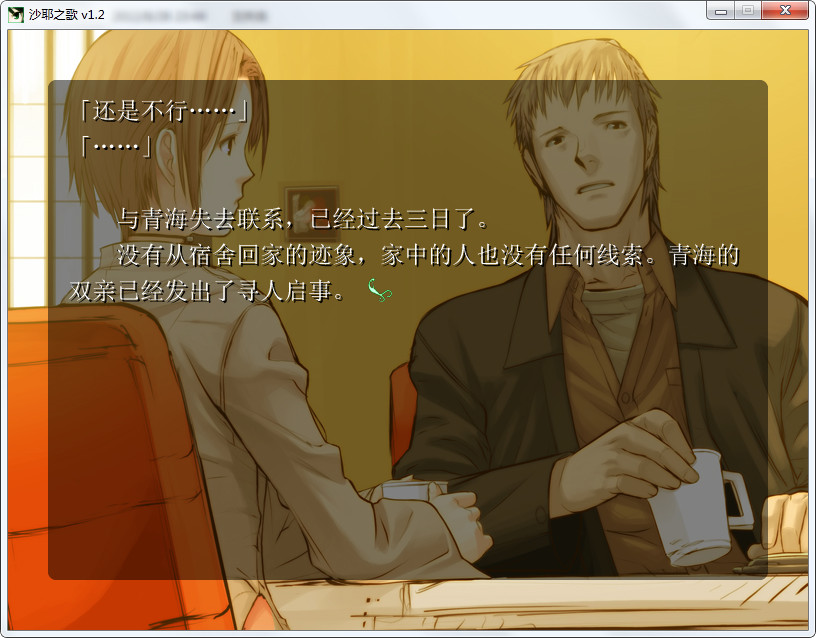 沙耶之歌 v1.2
「还是不行……」
「……」
与青海失去联系，已经过去三日了。
没有从宿舍回家的迹象，家中的人也没有任何线索。青海的
双亲已经发出了寻人启事。